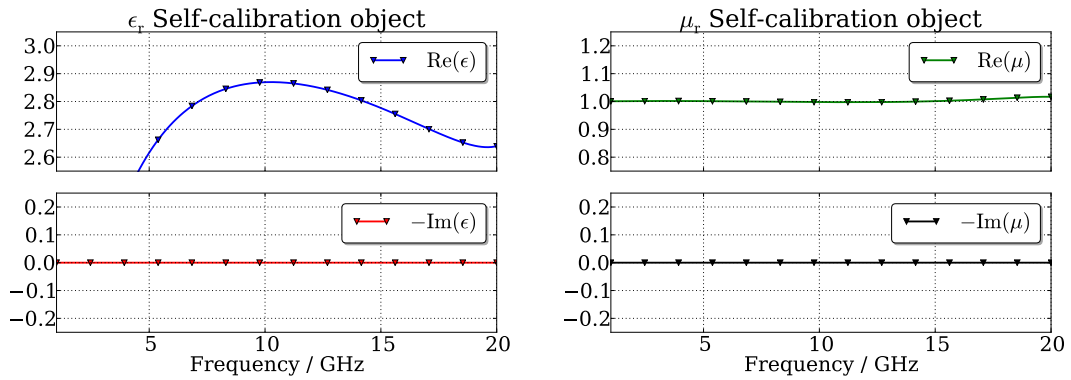 ϵr Self-calibration object
3.0
2.9
2.8
2.7
2.6
Re(ϵ)
0.2
0.1
0.0
−0.1
−0.2
−Im(ϵ)
5 10 15 20
Frequency / GHz
μr Self-calibration object
1.2
1.1
1.0
0.9
0.8
Re(μ)
0.2
0.1
0.0
−0.1
−0.2
−Im(μ)
5 10 15 20
Frequency / GHz